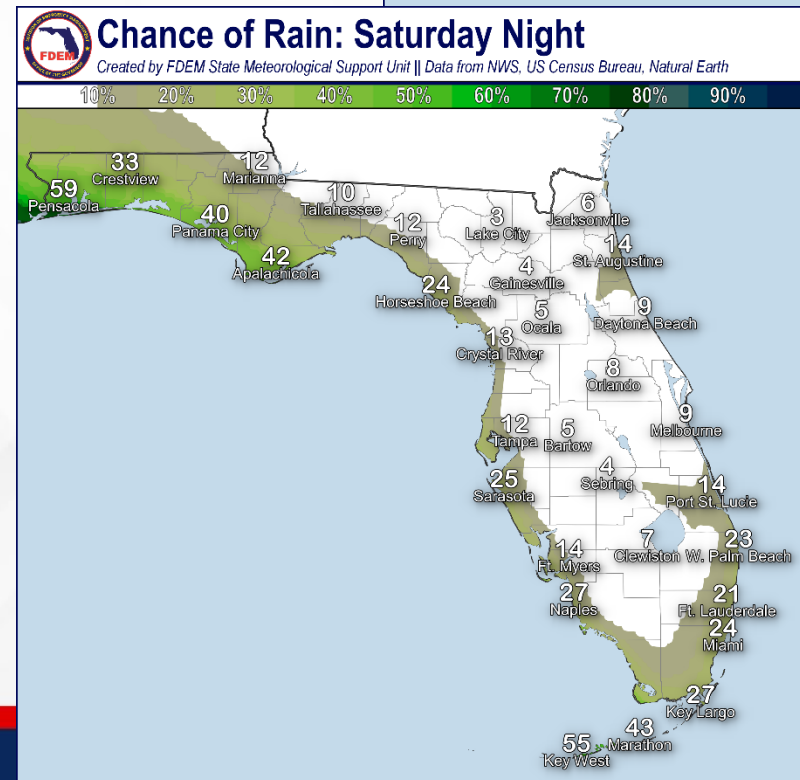 FDEM
Chance of Rain: Saturday Night
Created by FDEM State Meteorological Support Unit || Data from NWS, US Census Bureau, Natural Earth
10% 20% 30% 40% 50% 60% 70% 80% 90%
33
Crestview
12
Marianna
59
Pensacola
10
Tallahassee
40
Panama City
12
Perry
3
Lake City
6
Jacksonville
42
Apalachicola
14
St. Augustine
4
Gainesville
24
Horseshoe Beach
5
Ocala
9
Daytona Beach
13
Crystal River
8
Orlando
12
Tampa
5
Bartow
9
Melbourne
4
Sebring
25
Sarasota
14
Port St. Lucie
14
Ft. Myers
7
Clewiston
23
W. Palm Beach
27
Naples
21
Ft. Lauderdale
24
Miami
27
Key Largo
43
Marathon
55
Key West